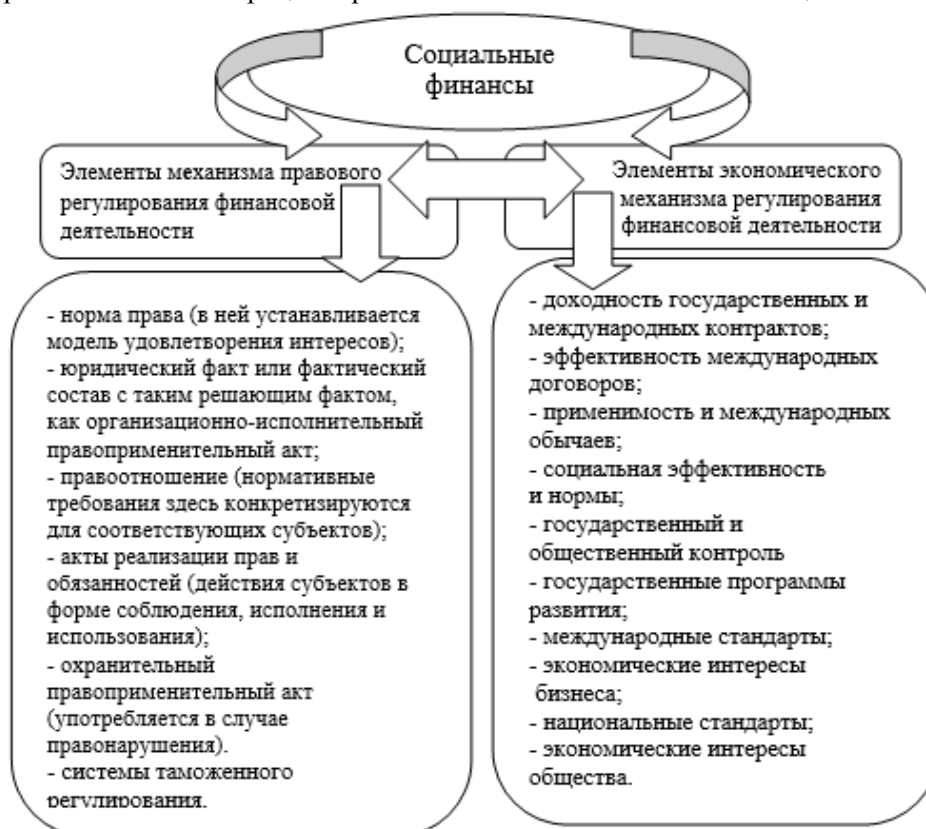 Социальные
финансы
Элементы механизма правового
регулирования финансовой
деятельности
Элементы экономического
механизма регулирования
финансовой деятельности
- норма права (в ней устанавливается
модель удовлетворения интересов);
- юридический факт или фактический
состав с таким решающим фактом,
как организационно-исполнительный
правоприменительный акт;
- правоотношение (нормативные
требования здесь конкретизируются
для соответствующих субъектов);
- акты реализации прав и
обязанностей (действия субъектов в
форме соблюдения, исполнения и
использования);
- охранительный
правоприменительный акт
(употребляется в случае
правонарушения).
- системы таможенного
регулирования.
- доходность государственных и
международных контрактов;
- эффективность международных
договоров;
- применимость и международных
обычаев;
- социальная эффективность
и нормы;
- государственный и
общественный контроль
- государственные программы
развития;
- международные стандарты;
- экономические интересы
бизнеса;
- национальные стандарты;
- экономические интересы
общества.